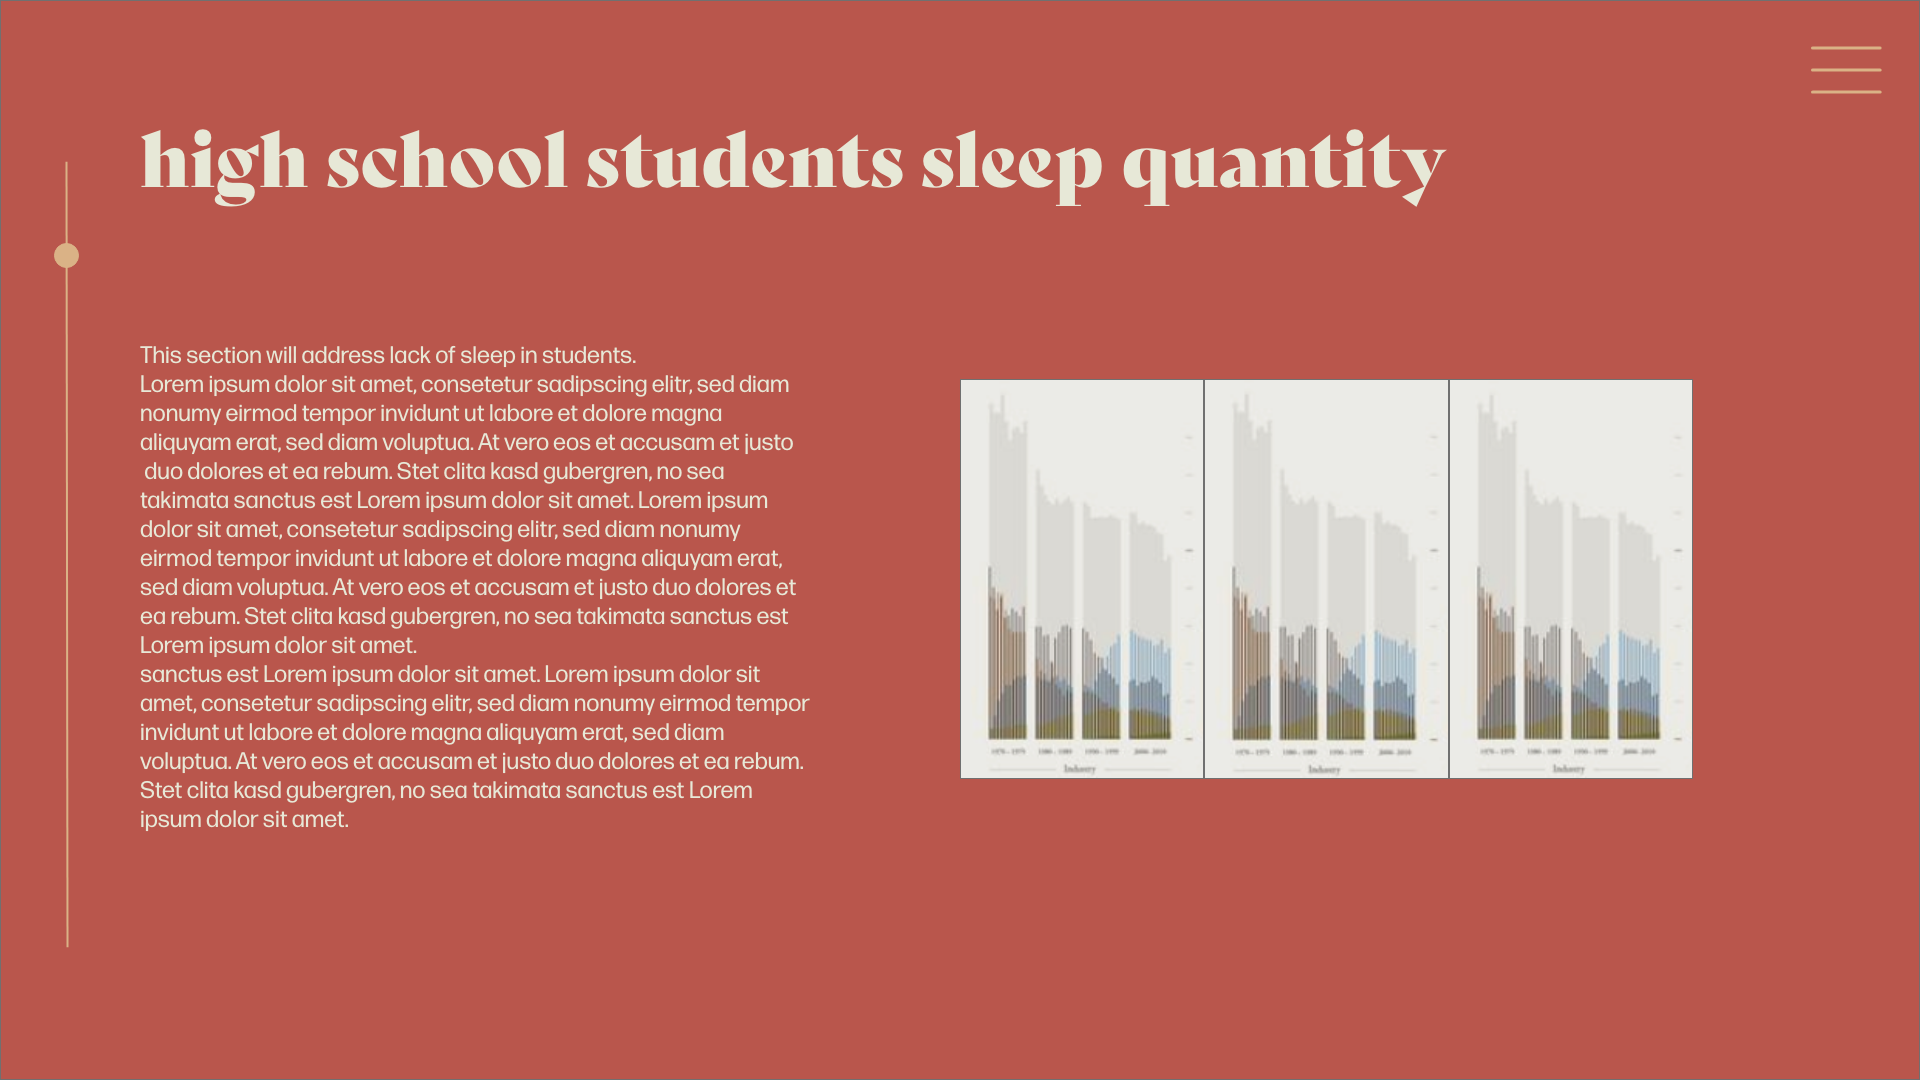 high school students sleep quantity
This section will address lack of sleep in students.
Lorem ipsum dolor sit amet, consetetur sadipscing elitr, sed diam
nonumy eirmod tempor invidunt ut labore et dolore magna
aliquyam erat, sed diam voluptua. At vero eos et accusam et justo
duo dolores et ea rebum. Stet clita kasd gubergren, no sea
takimata sanctus est Lorem ipsum dolor sit amet. Lorem ipsum
dolor sit amet, consetetur sadipscing elitr, sed diam nonumy
eirmod tempor invidunt ut labore et dolore magna aliquyam erat,
sed diam voluptua. At vero eos et accusam et justo duo dolores et
ea rebum. Stet clita kasd gubergren, no sea takimata sanctus est
Lorem ipsum dolor sit amet.
sanctus est Lorem ipsum dolor sit amet. Lorem ipsum dolor sit
amet, consetetur sadipscing elitr, sed diam nonumy eirmod tempor
invidunt ut labore et dolore magna aliquyam erat, sed diam
voluptua. At vero eos et accusam et justo duo dolores et ea rebum.
Stet clita kasd gubergren, no sea takimata sanctus est Lorem
ipsum dolor sit amet.
Industry
Industry
Industry